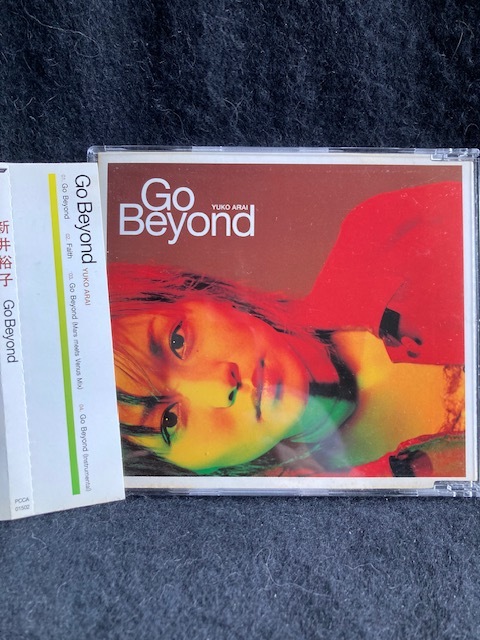 Go
YUKO ARAI
Beyond
Go Beyond YUKO ARAI
01. Go Beyond
02. Faith
03. Go Beyond (Mars meets Venus Mix)
04. Go Beyond (Instrumental)
PCCA
01502
新井裕子 Go Beyond